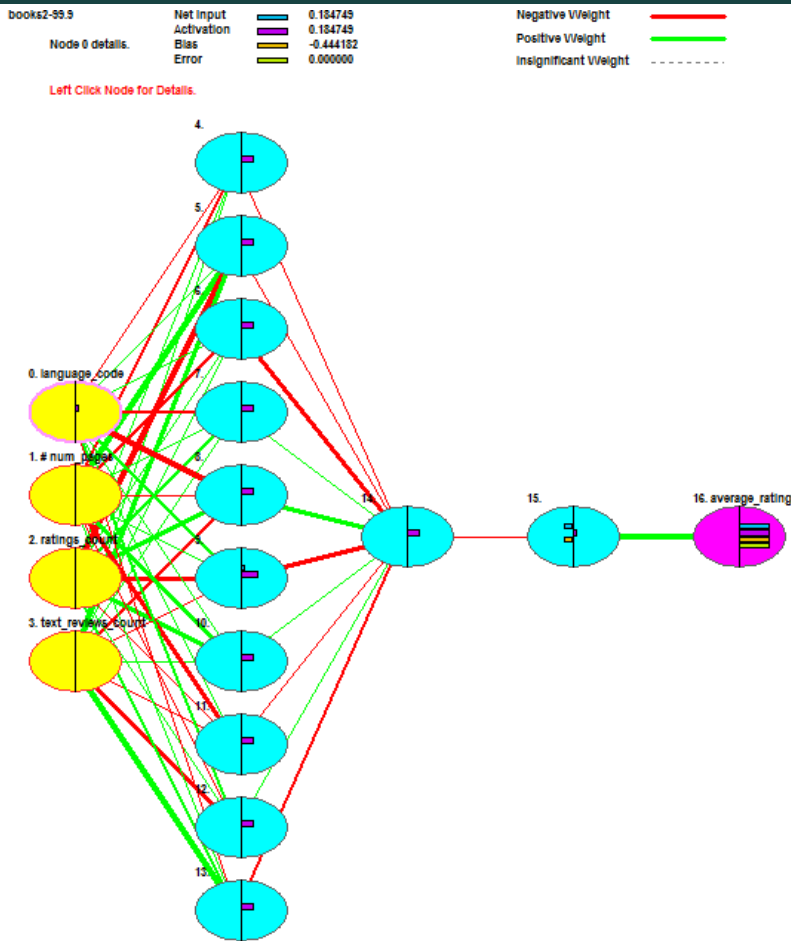 books2-99.9
Node 0 details.
Net Input 0.184749
Activation 0.184749
Bias -0.444182
Error 0.000000
Negative Weight
Positive Weight
Insignificant Weight
Left Click Node for Details.
4.
5.
6.
7.
0. language_code
1. # num_pages
8.
14.
15.
16. average_rating
2. ratings_count
9.
3. text_reviews_count
10.
11.
12.
13.